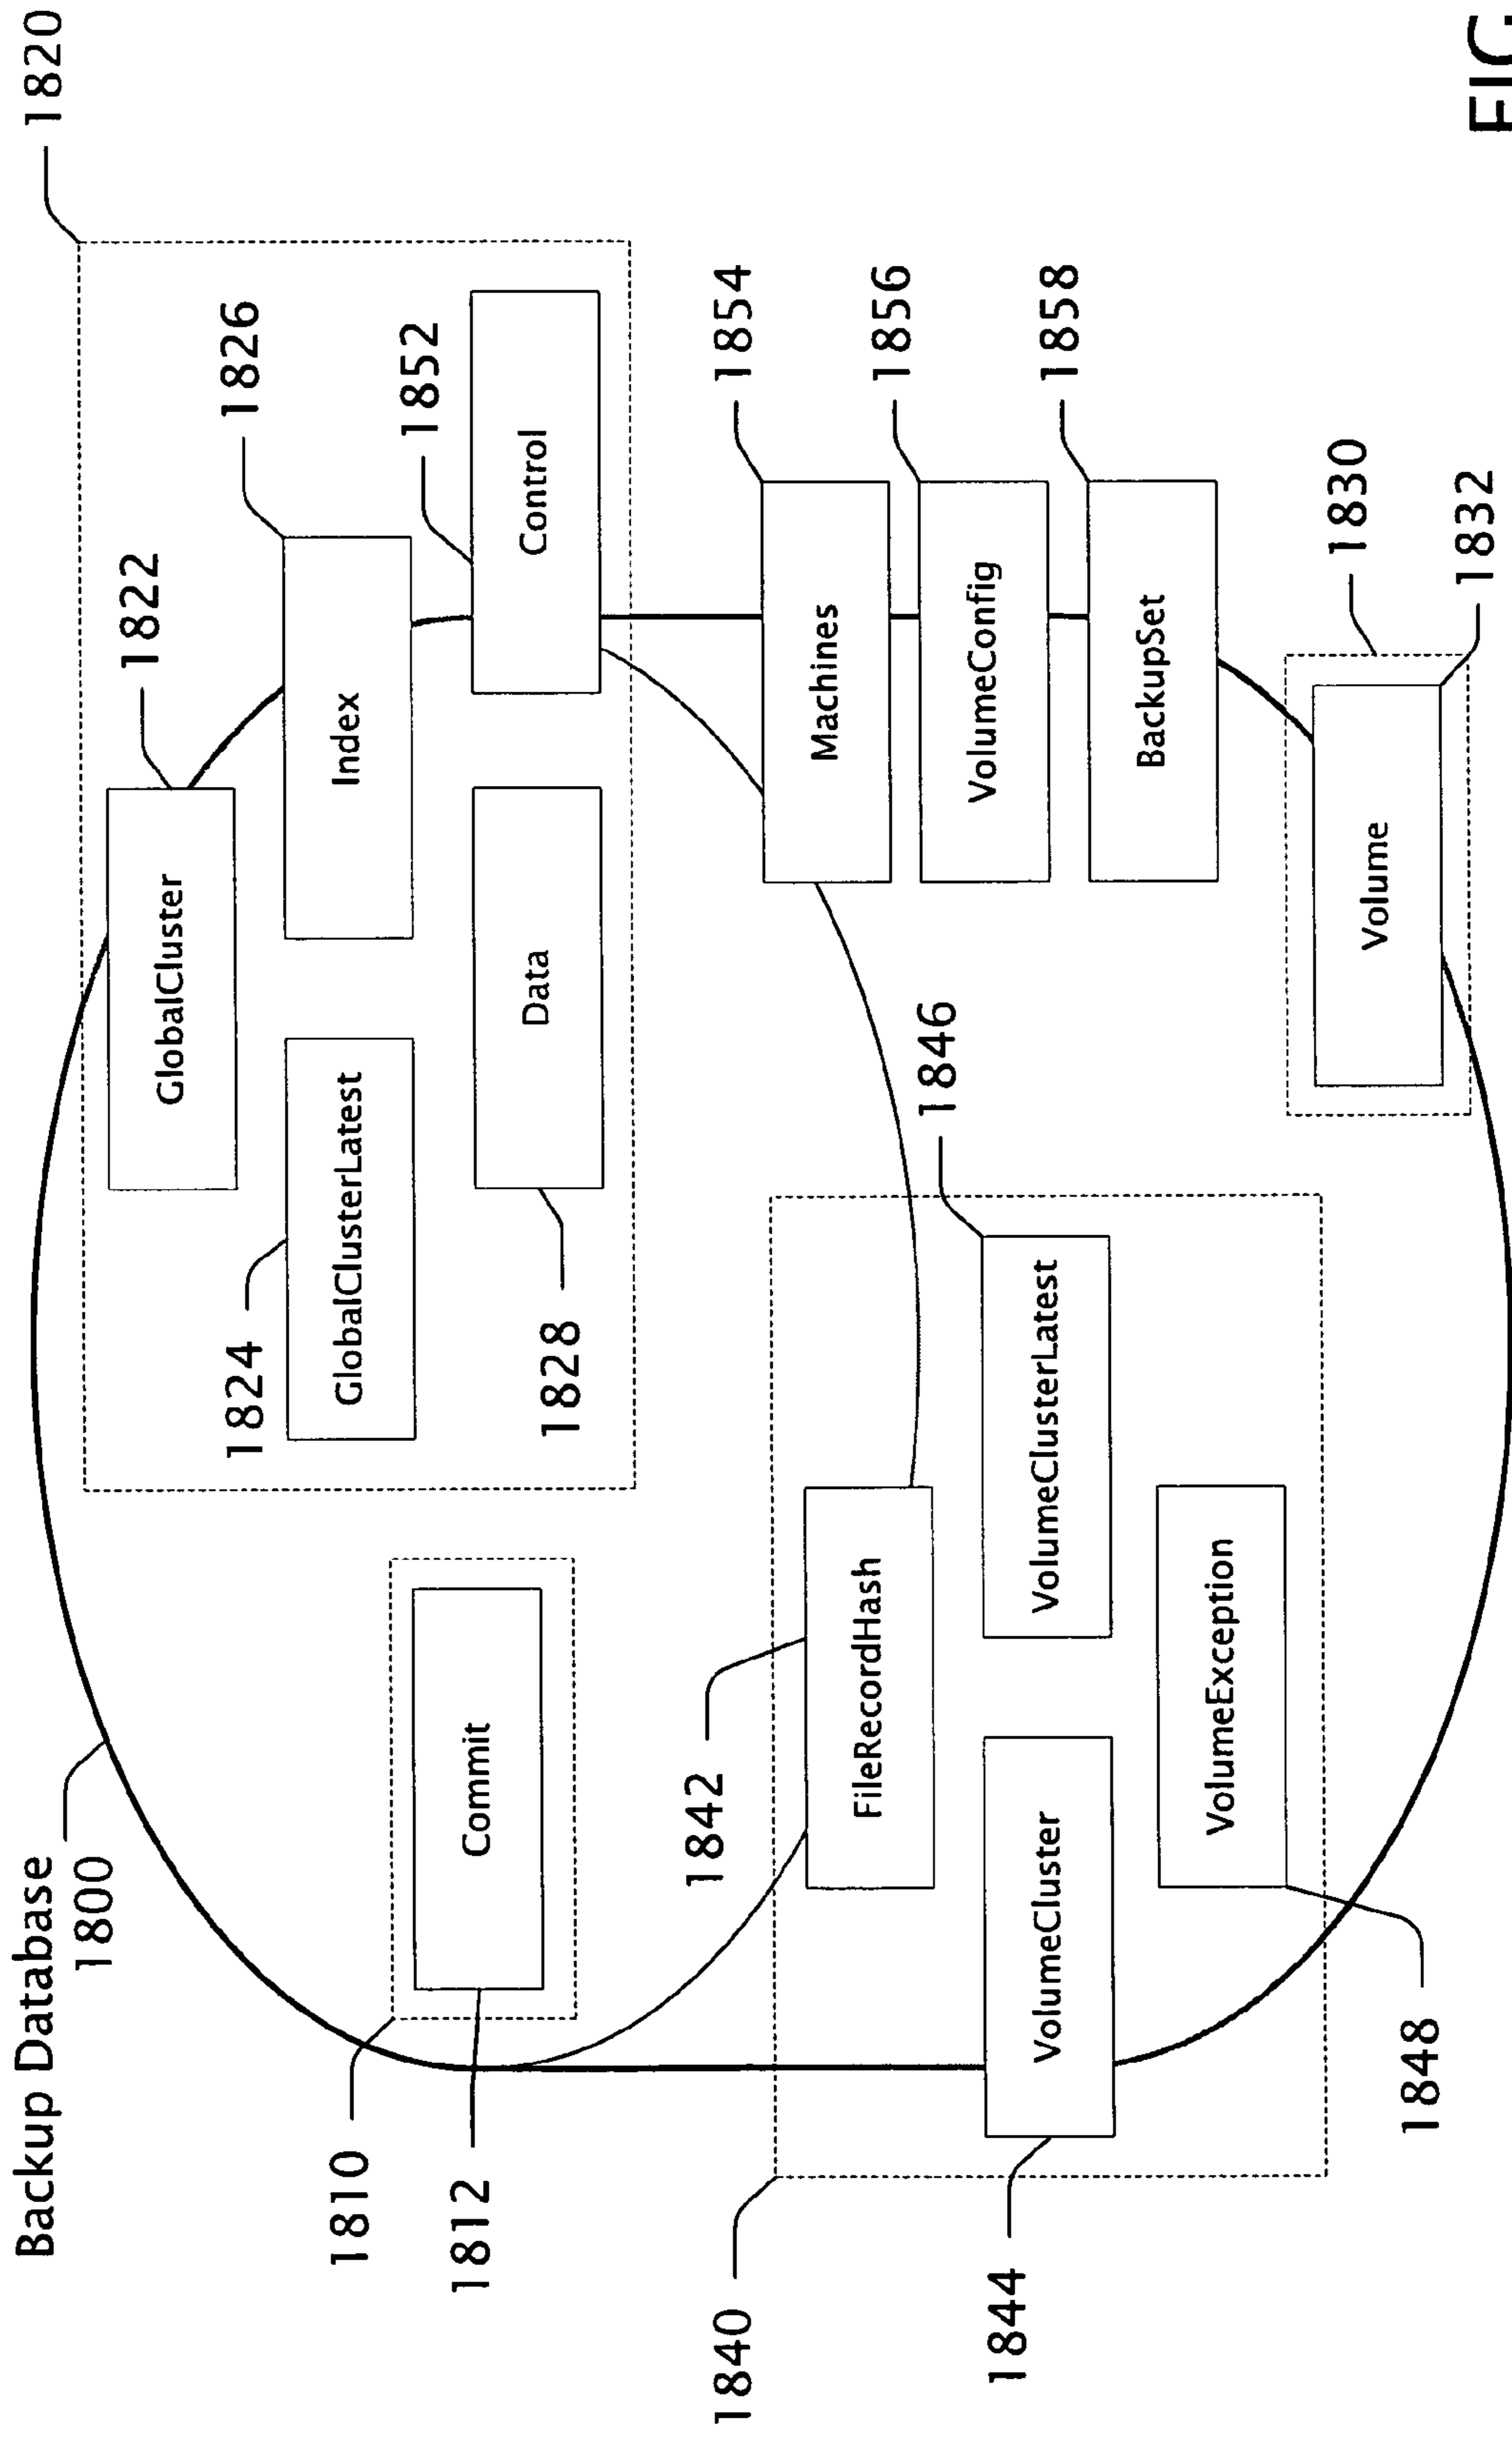 Backup Database
1800
1820
1822
GlobalCluster
1824
1826
GlobalClusterLatest
Index
1810
1812
Commit
1852
1828
Data
Control
1840
1842
1854
FileRecordHash
Machines
1846
1856
1844
VolumeCluster
VolumeClusterLatest
VolumeConfig
1858
VolumeException
BackupSet
1848
1830
Volume
1832
FIG